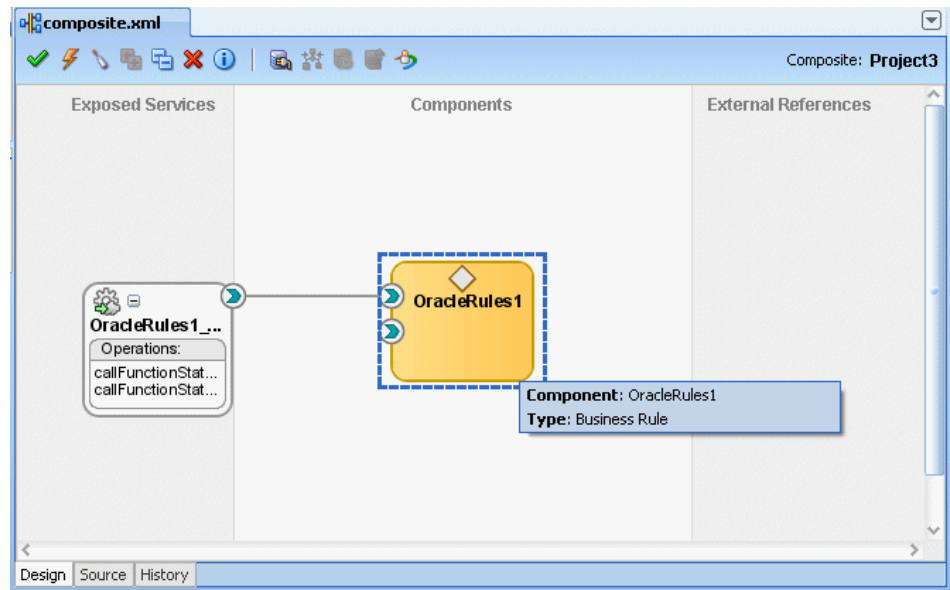 composite.xml
Composite: Project3
Exposed Services
Components
External References
OracleRules1_...
Operations:
callFunctionStat...
callFunctionStat...
OracleRules1
Component: OracleRules1
Type: Business Rule
Design Source History